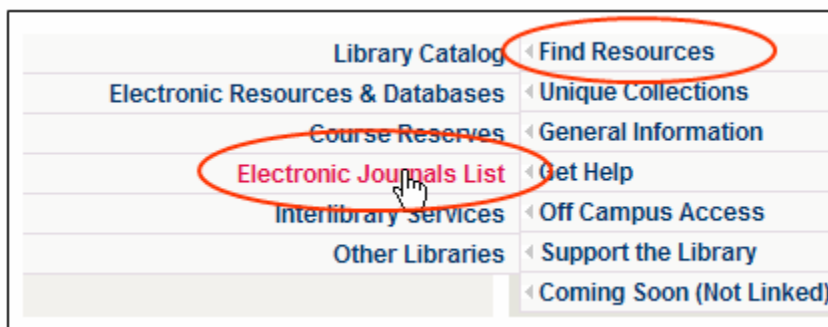 Library Catalog Find Resources
Electronic Resources & Databases Unique Collections
Course Reserves General Information
Electronic Journals List Get Help
Interlibrary Services Off Campus Access
Other Libraries Support the Library
Coming Soon (Not Linked)